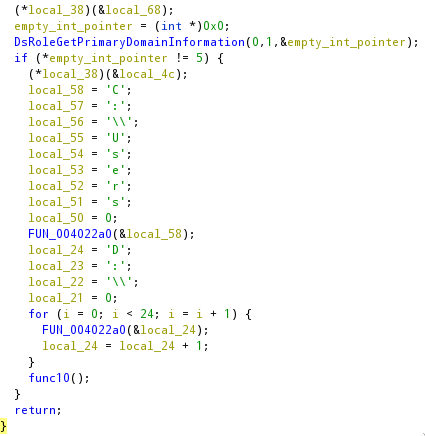 (*local_38)(&local_68);
empty_int_pointer = (int *)0x0;
DsRoleGetPrimaryDomainInformation(0,1,&empty_int_pointer);
if (*empty_int_pointer != 5) {
(*local_38)(&local_4c);
local_58 = 'C';
local_57 = ':';
local_56 = '\\';
local_55 = 'U';
local_54 = 's';
local_53 = 'e';
local_52 = 'r';
local_51 = 's';
local_50 = 0;
FUN_004022a0(&local_58);
local_24 = 'D';
local_23 = ':';
local_22 = '\\';
local_21 = 0;
for (i = 0; i < 24; i = i + 1) {
FUN_004022a0(&local_24);
local_24 = local_24 + 1;
}
func10();
}
return;
}